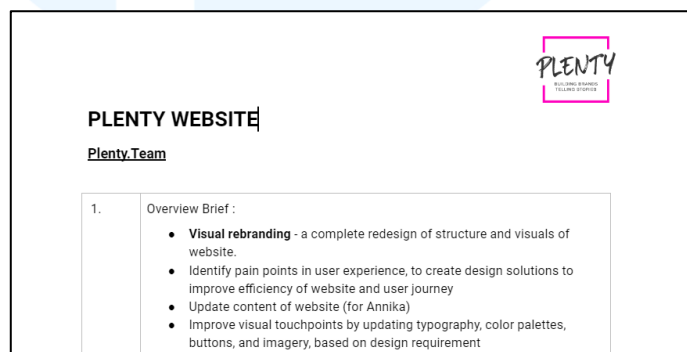 PLENTY
BUILDING BRANDS
TELLING STORIES
PLENTY WEBSITE
Plenty.Team
1. Overview Brief :
● Visual rebranding - a complete redesign of structure and visuals of
website.
● Identify pain points in user experience, to create design solutions to
improve efficiency of website and user journey
● Update content of website (for Annika)
● Improve visual touchpoints by updating typography, color palettes,
buttons, and imagery, based on design requirement